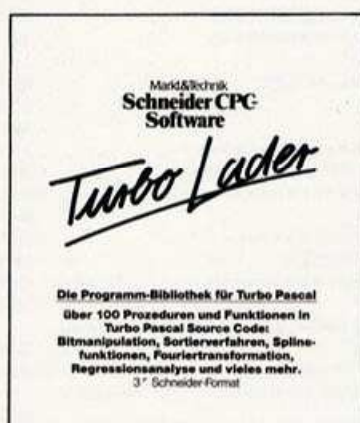 Markt&Technik
Schneider CPC-
Software
Turbo Lader
Die Programm-Bibliothek für Turbo Pascal
über 100 Prozeduren und Funktionen in
Turbo Pascal Source Code:
Bitmanipulation, Sortierverfahren, Spline-
funktionen, Fouriertransformation,
Regressionsanalyse und vieles mehr.
3" Schneider-Format